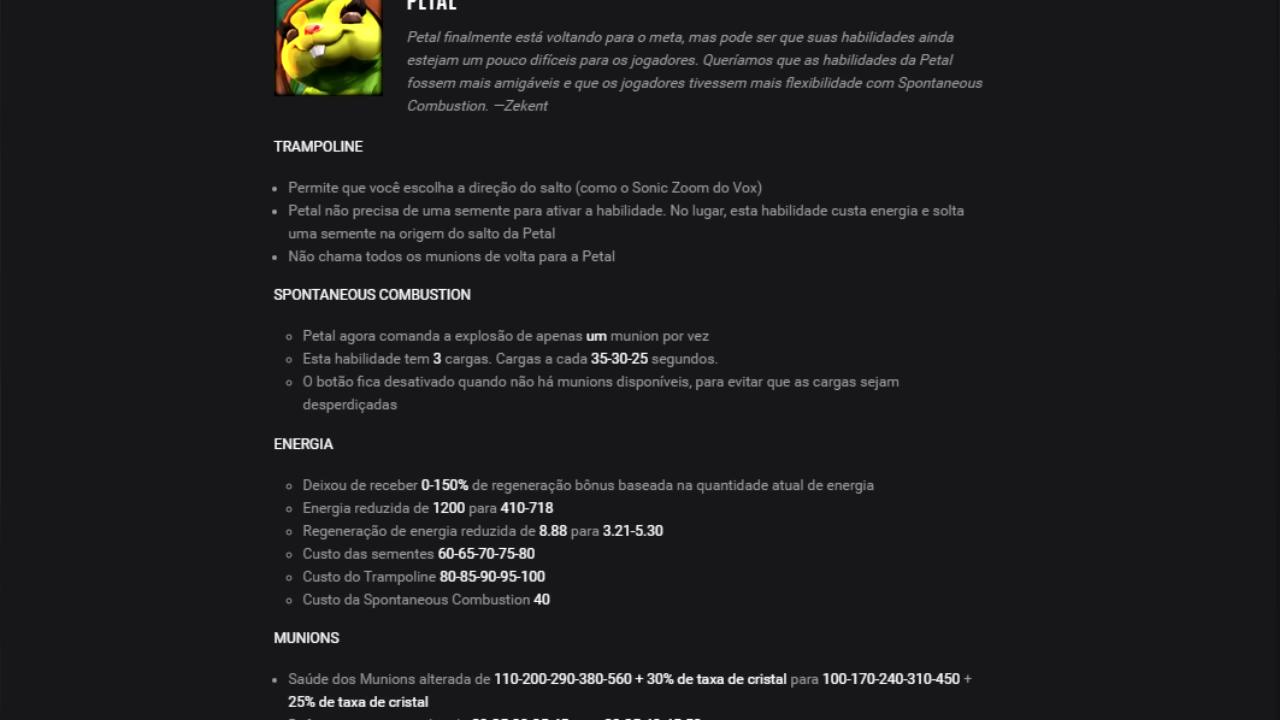 PETAL
Petal finalmente está voltando para o meta, mas pode ser que suas habilidades ainda
estejam um pouco difíceis para os jogadores. Queríamos que as habilidades da Petal
fossem mais amigáveis e que os jogadores tivessem mais flexibilidade com Spontaneous
Combustion. —Zekent
TRAMPOLINE
Permite que você escolha a direção do salto (como o Sonic Zoom do Vox)
Petal não precisa de uma semente para ativar a habilidade. No lugar, esta habilidade custa energia e solta
uma semente na origem do salto da Petal
Não chama todos os munions de volta para a Petal
SPONTANEOUS COMBUSTION
Petal agora comanda a explosão de apenas um munion por vez
Esta habilidade tem 3 cargas. Cargas a cada 35-30-25 segundos.
O botão fica desativado quando não há munions disponíveis, para evitar que as cargas sejam
desperdiçadas
ENERGIA
Deixou de receber 0-150% de regeneração bônus baseada na quantidade atual de energia
Energia reduzida de 1200 para 410-718
Regeneração de energia reduzida de 8.88 para 3.21-5.30
Custo das sementes 60-65-70-75-80
Custo do Trampoline 80-85-90-95-100
Custo da Spontaneous Combustion 40
MUNIONS
Saúde dos Munions alterada de 110-200-290-380-560 + 30% de taxa de cristal para 100-170-240-310-450 +
25% de taxa de cristal